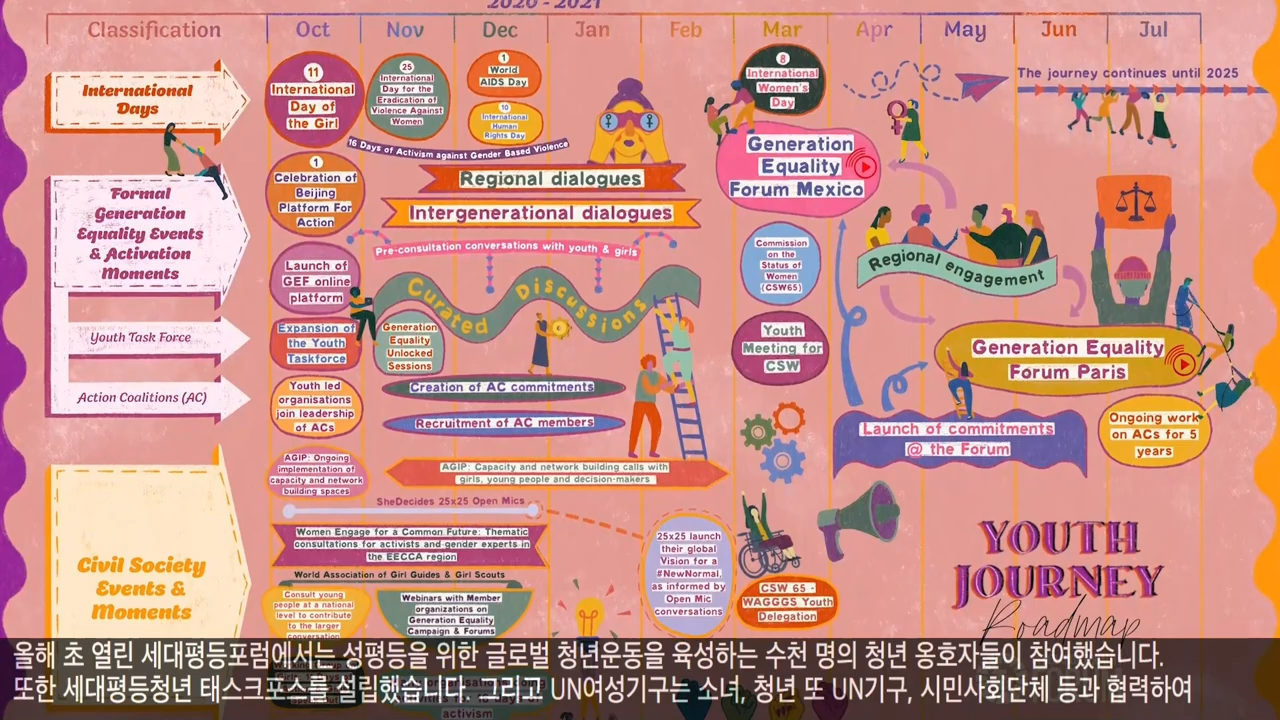 2020 - 2021
Classification
Oct
Nov
Dec
Jan
Feb
Mar
Apr
May
Jun
Jul
International
Days
11
International
Day of
the Girl
25
International
Day for the
Eradication of
Violence Against
Women
1
World
AIDS Day
10
International
Human
Rights Day
16 Days of Activism against Gender Based Violence
8
International
Women's
Day
The journey continues until 2025
Formal
Generation
Equality Events
& Activation
Moments
1
Celebration of
Beijing
Platform For
Action
Regional dialogues
Intergenerational dialogues
Pre-consultation conversations with youth & girls
Generation
Equality
Forum Mexico
Launch of
GEF online
platform
Curated Discussions
Commission
on the
Status of
Women
(CSW65)
Regional engagement
Youth Task Force
Expansion of
the Youth
Taskforce
Generation
Equality
Unlocked
Sessions
Youth
Meeting for
CSW
Generation Equality
Forum Paris
Action Coalitions (AC)
Youth led
organisations
join leadership
of ACs
Creation of AC commitments
Recruitment of AC members
Launch of commitments
@ the Forum
Ongoing work
on ACs for 5
years
AGIP: Ongoing
implementation of
capacity and network
building spaces
AGIP: Capacity and network building calls with
girls, young people and decision-makers
Civil Society
Events &
Moments
SheDecides 25x25 Open Mics
Women Engage for a Common Future: Thematic
consultations for activists and gender experts in
the EECCA region
World Association of Girl Guides & Girl Scouts
Consult young
people at a national
level to contribute
to the larger
conversation
Webinars with Member
organizations on
Generation Equality
Campaign & Forums
25x25 launch
their global
Vision for a
#NewNormal,
as informed by
Open Mic
conversations
CSW 65 -
WAGGGS Youth
Delegation
YOUTH
JOURNEY
Roadmap
올해 초 열린 세대평등포럼에서는 성평등을 위한 글로벌 청년운동을 육성하는 수천 명의 청년 옹호자들이 참여했습니다.
또한 세대평등청년 태스크포스를 설립했습니다. 그리고 UN여성기구는 소녀, 청년 또 UN기구, 시민사회단체 등과 협력하여
activism